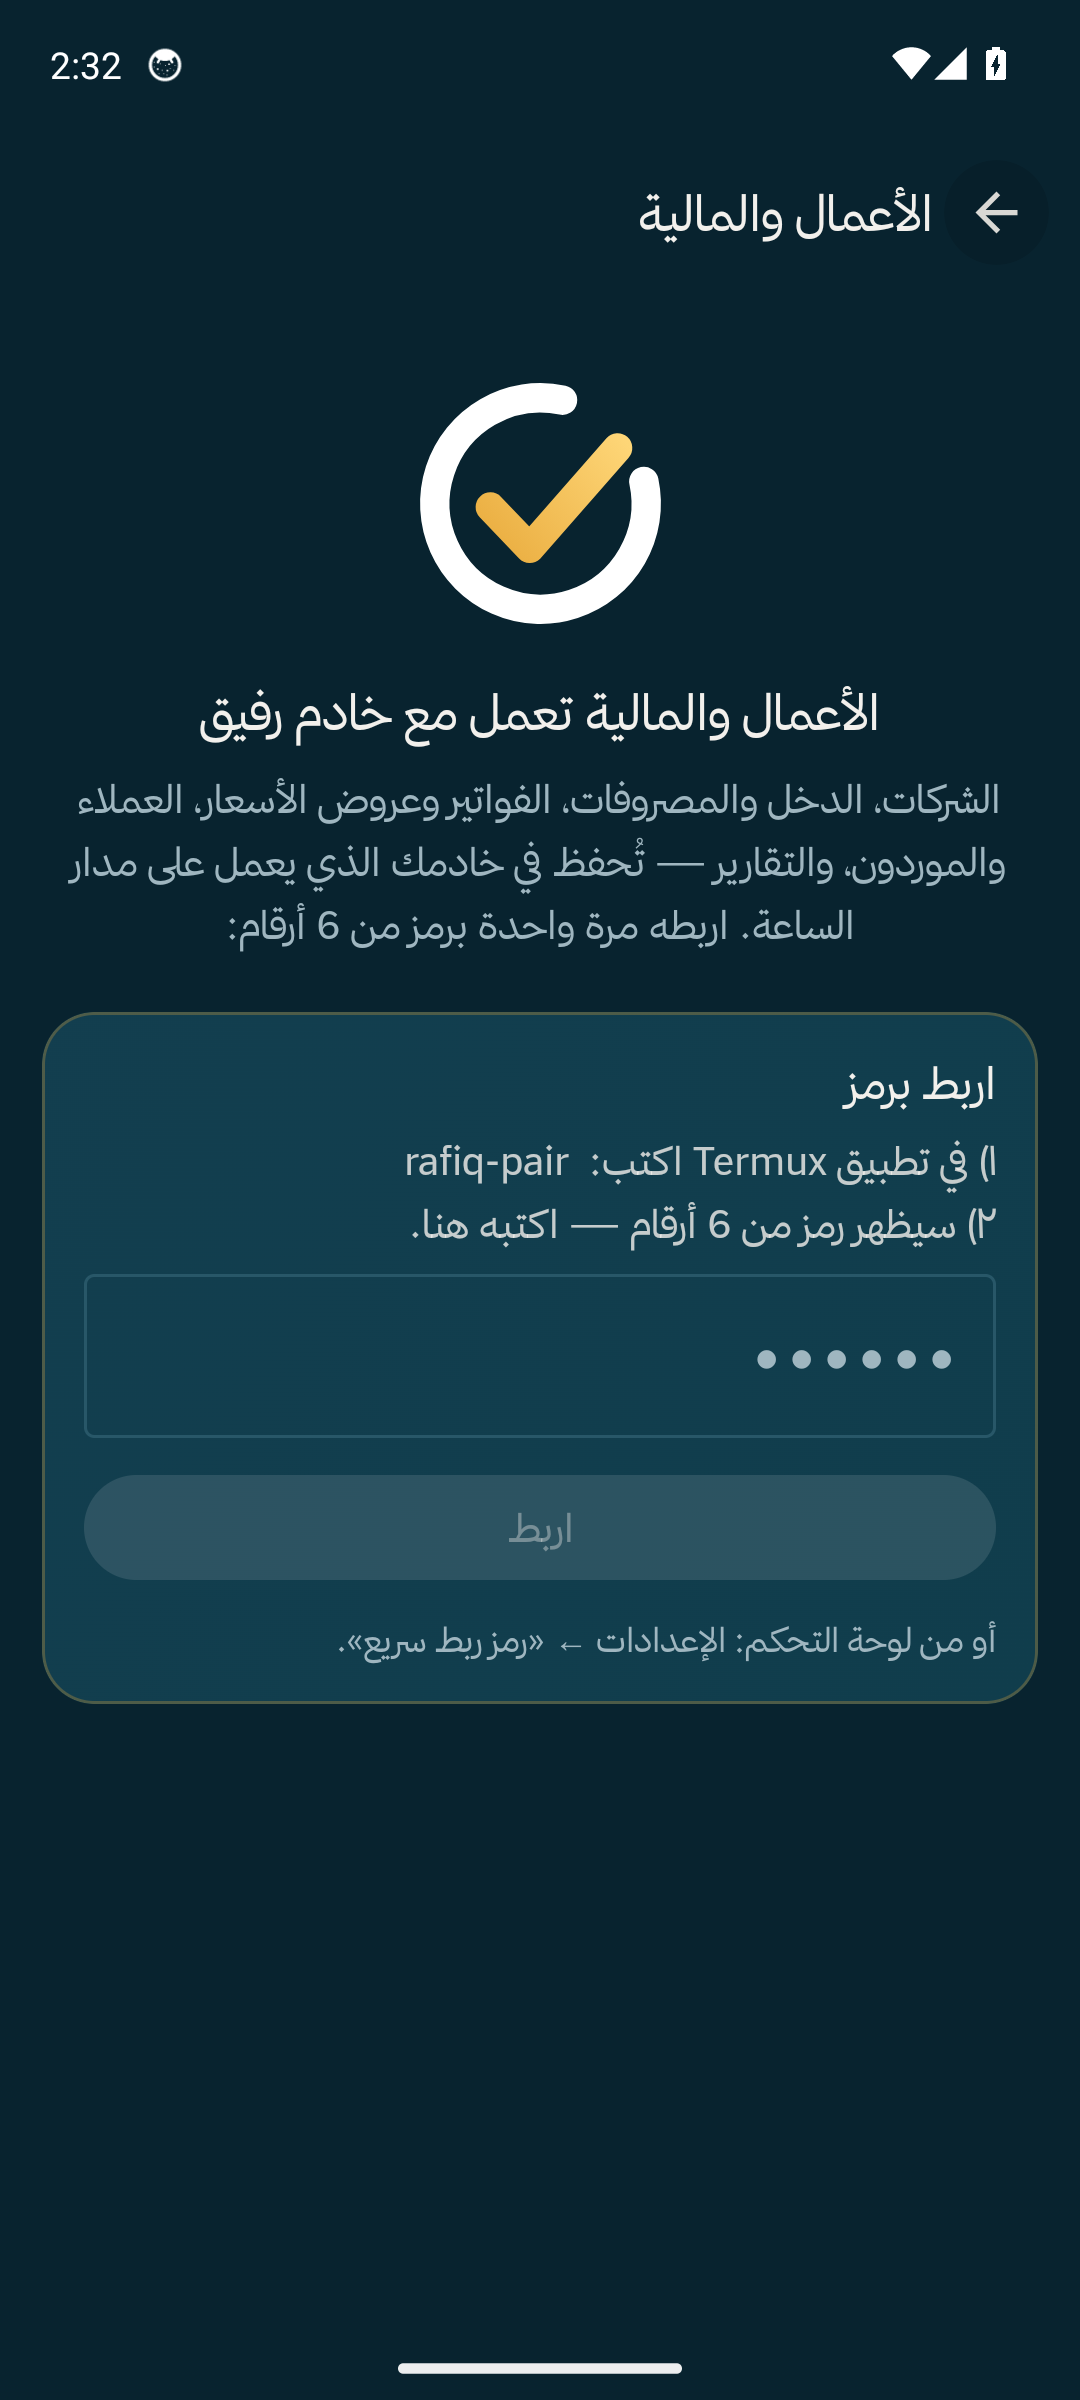 2:32
الأعمال والمالية
الأعمال والمالية تعمل مع خادم رفيق
الشركات، الدخل والمصروفات، الفواتير وعروض الأسعار، العملاء
والموردون، والتقارير — تُحفظ في خادمك الذي يعمل على مدار
الساعة. اربطه مرة واحدة برمز من 6 أرقام:
اربط برمز
١) في تطبيق Termux اكتب: rafiq-pair
٢) سيظهر رمز من 6 أرقام — اكتبه هنا.
••••••
اربط
أو من لوحة التحكم: الإعدادات ← «رمز ربط سريع».